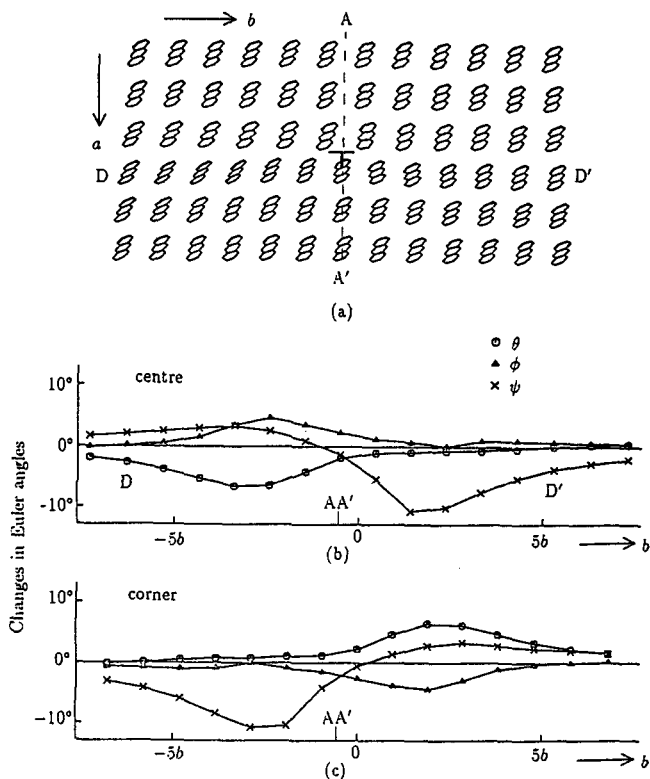 b A
a
D D'
A'
(a)
θ
φ
ψ
10° centre
0°
-10° D D'
AA'
-5b 0 5b b
(b)
Changes in Euler angles
10° corner
0°
-10°
AA'
-5b 0 5b b
(c)